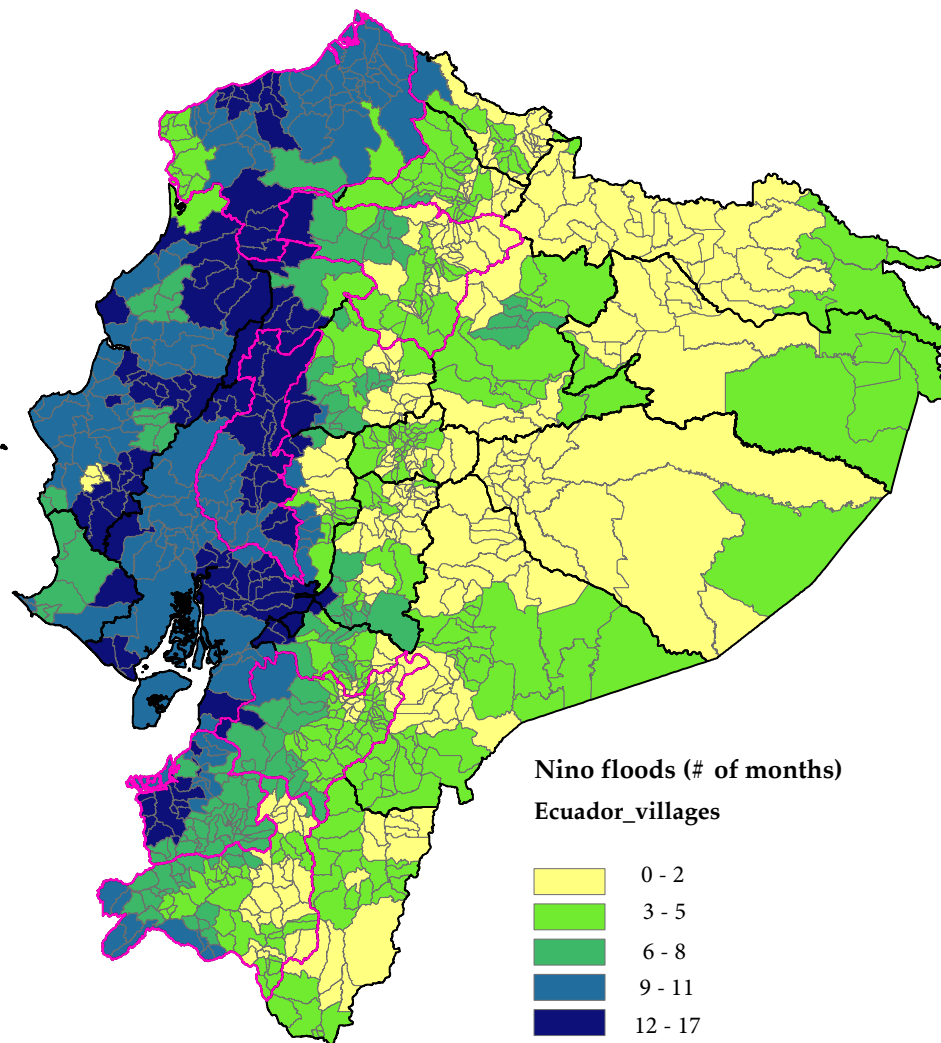 Nino floods (# of months)
Ecuador_villages
0 - 2
3 - 5
6 - 8
9 - 11
12 - 17